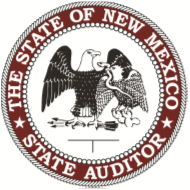 THE STATE OF NEW MEXICO
STATE AUDITOR